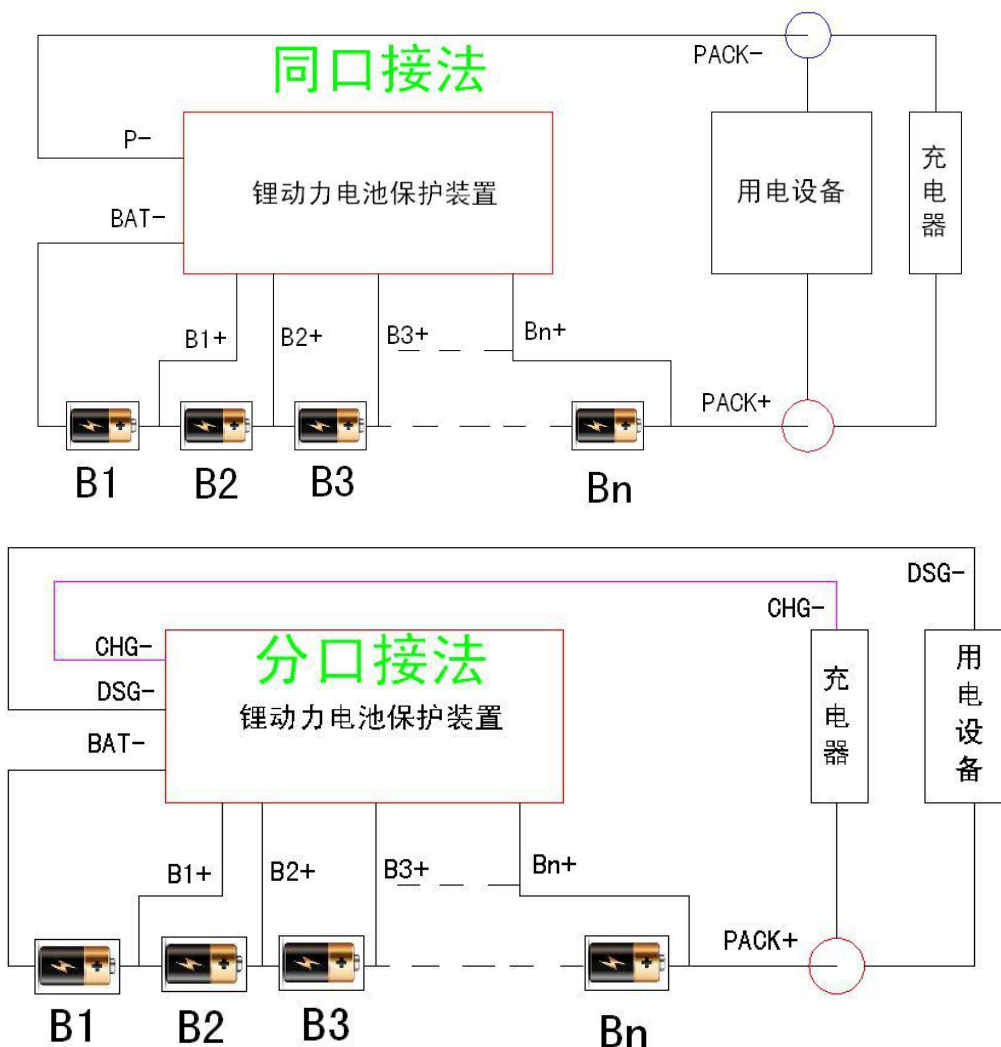 同口接法
PACK-
P-
锂动力电池保护装置
用电设备
充电器
BAT-
B1+
B2+
B3+
Bn+
PACK+
B1
B2
B3
Bn
DSG-
CHG-
CHG-
分口接法
DSG-
锂动力电池保护装置
充电器
用电设备
BAT-
B1+
B2+
B3+
Bn+
PACK+
B1
B2
B3
Bn